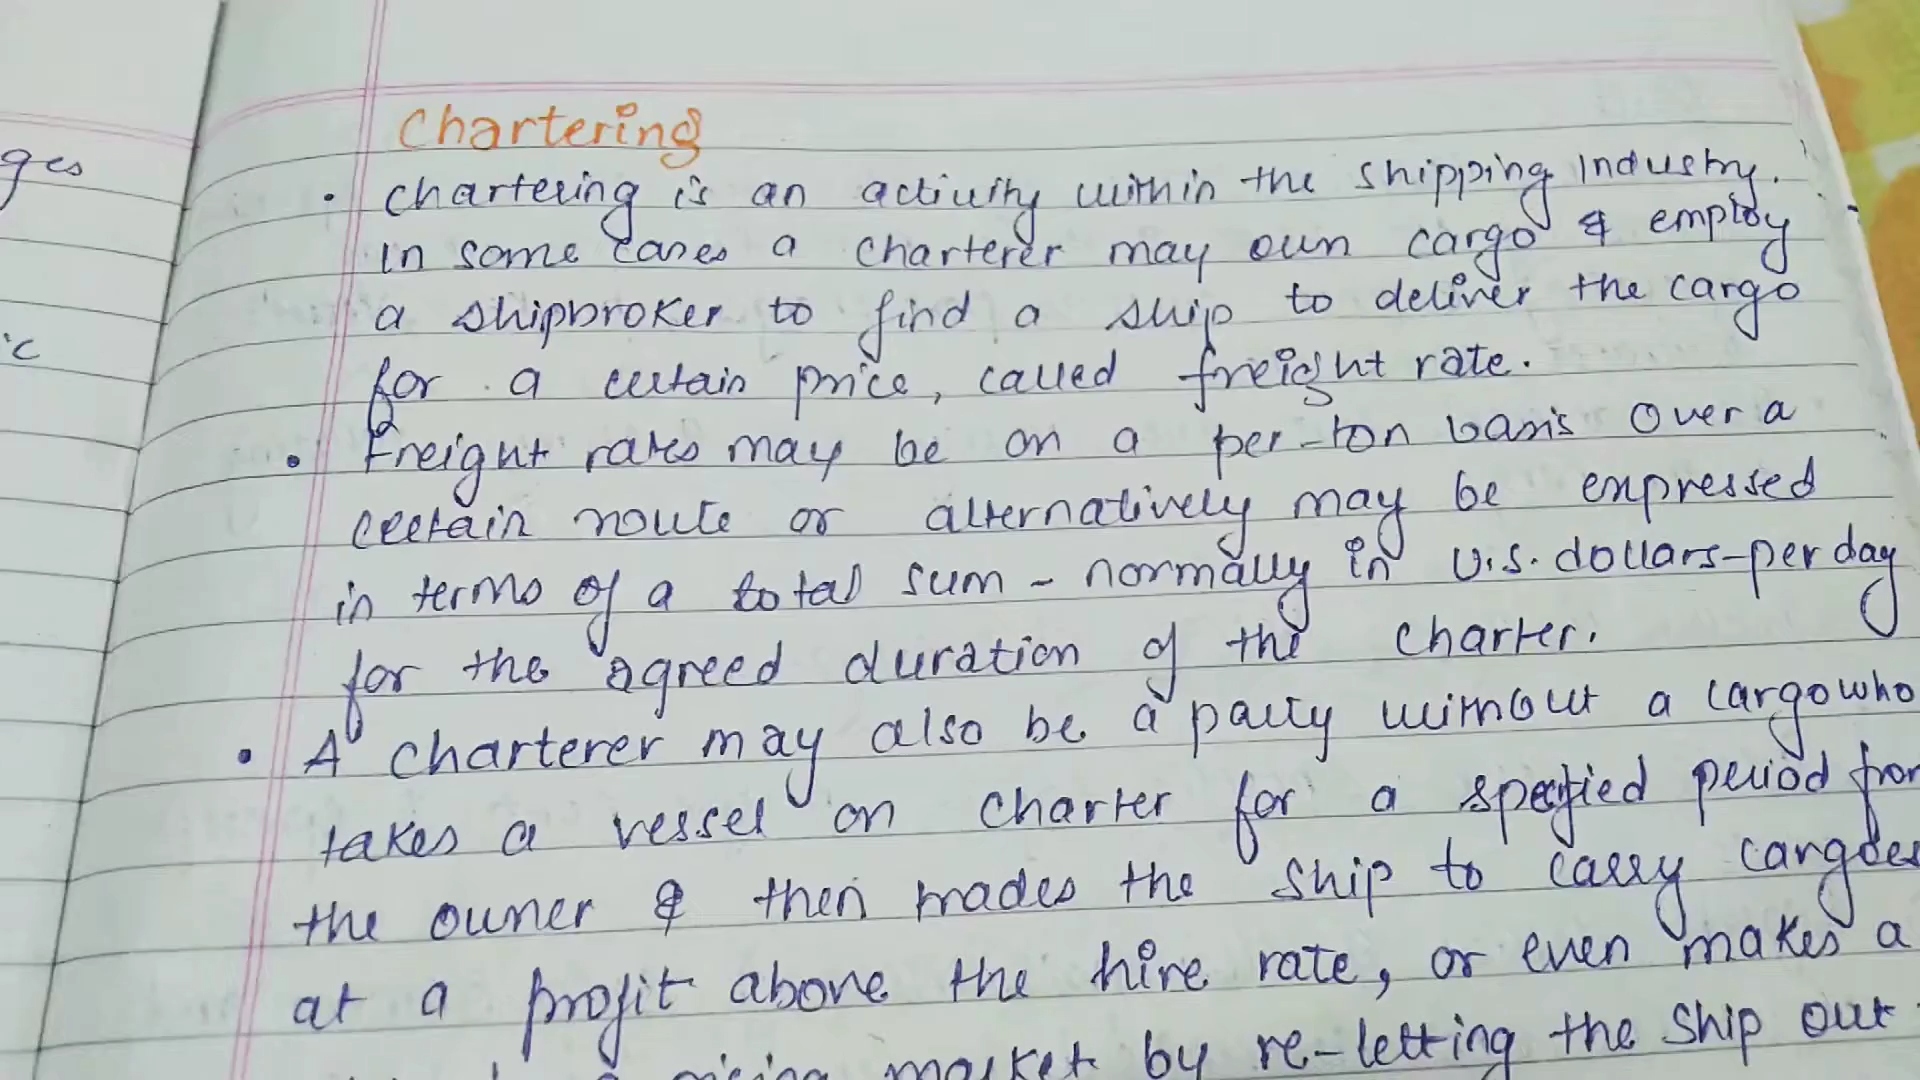 ges
ic
Chartering
• chartering is an activity within the shipping Industry.
in some cases a charterer may own cargo & employ
a shipbroker to find a ship to deliver the cargo
for a certain price, called freight rate.
• Freight rates may be on a per-ton basis over a
certain route or alternatively may be expressed
in terms of a total sum - normally in U.S. dollars-per day
for the agreed duration of the charter.
• A charterer may also be a party without a cargo who
takes a vessel on charter for a specified period from
the owner & then trades the ship to carry cargoes
at a profit above the hire rate, or even makes a
rising market by re-letting the ship out